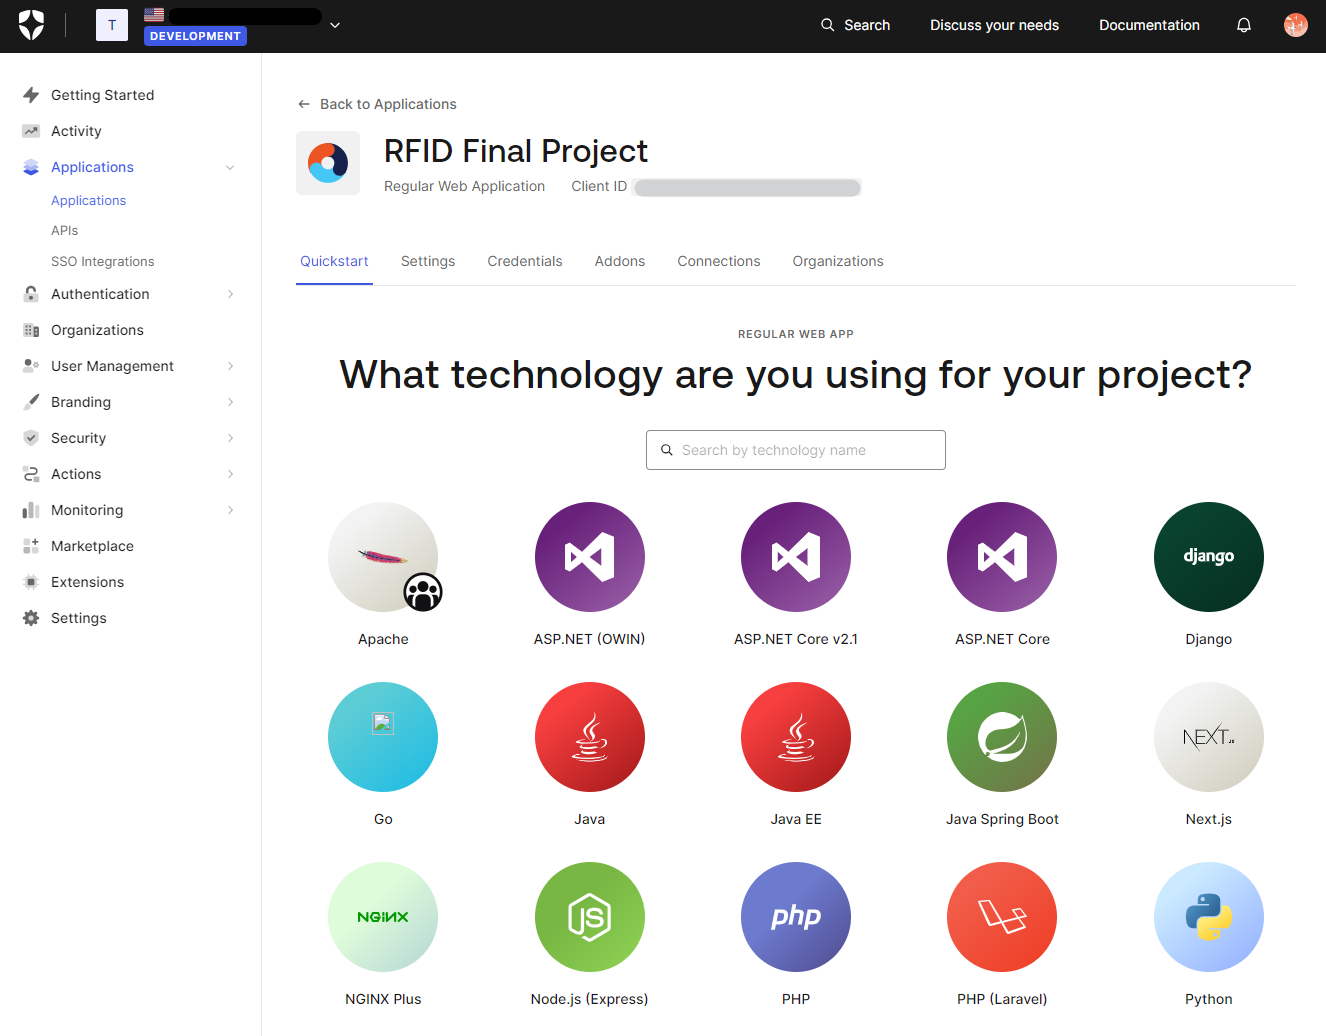 T
DEVELOPMENT
Search
Discuss your needs
Documentation
Getting Started
Activity
Applications
Applications
APIs
SSO Integrations
Authentication
Organizations
User Management
Branding
Security
Actions
Monitoring
Marketplace
Extensions
Settings
← Back to Applications
RFID Final Project
Regular Web Application Client ID
Quickstart Settings Credentials Addons Connections Organizations
REGULAR WEB APP
What technology are you using for your project?
Search by technology name
django
Apache ASP.NET (OWIN) ASP.NET Core v2.1 ASP.NET Core Django
NEXT.JS
Go Java Java EE Java Spring Boot Next.js
NGINX JS php
NGINX Plus Node.js (Express) PHP PHP (Laravel) Python